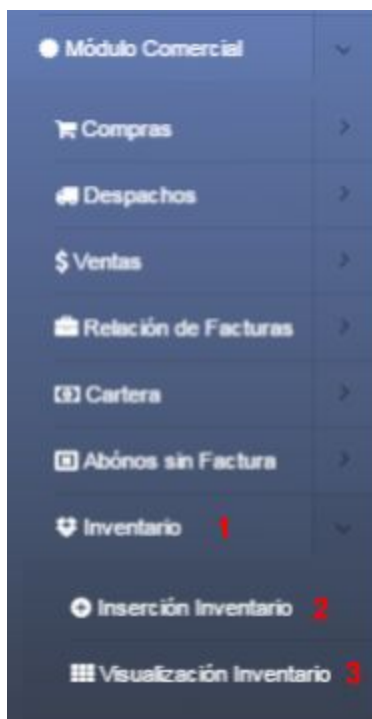 Módulo Comercial
Compras
Despachos
$ Ventas
Relación de Facturas
Cartera
Abónos sin Factura
Inventario 1
Inserción Inventario 2
Visualización Inventario 3